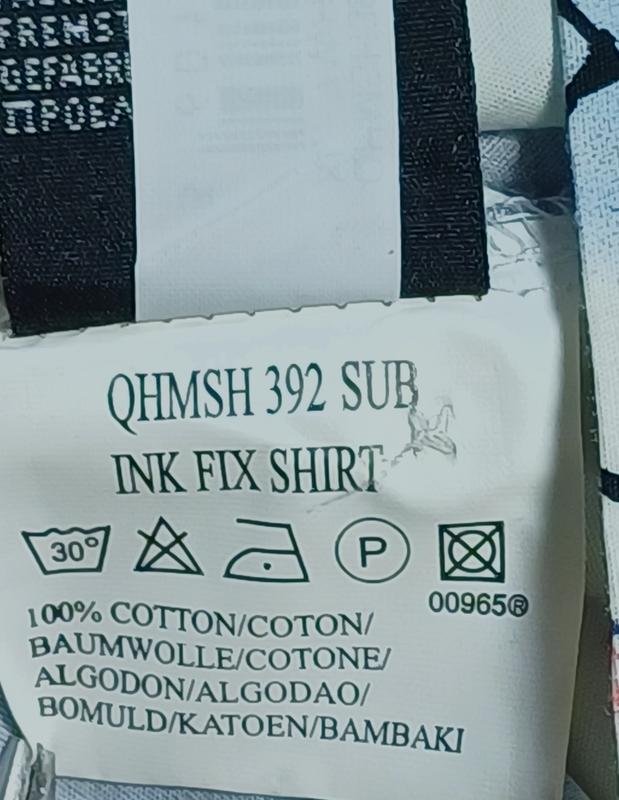 QHMSH 392 SUB
INK FIX SHIRT
30°
P
00965®
100% COTTON/COTON/
BAUMWOLLE/COTONE/
ALGODON/ALGODAO/
BOMULD/KATOEN/BAMBAKI